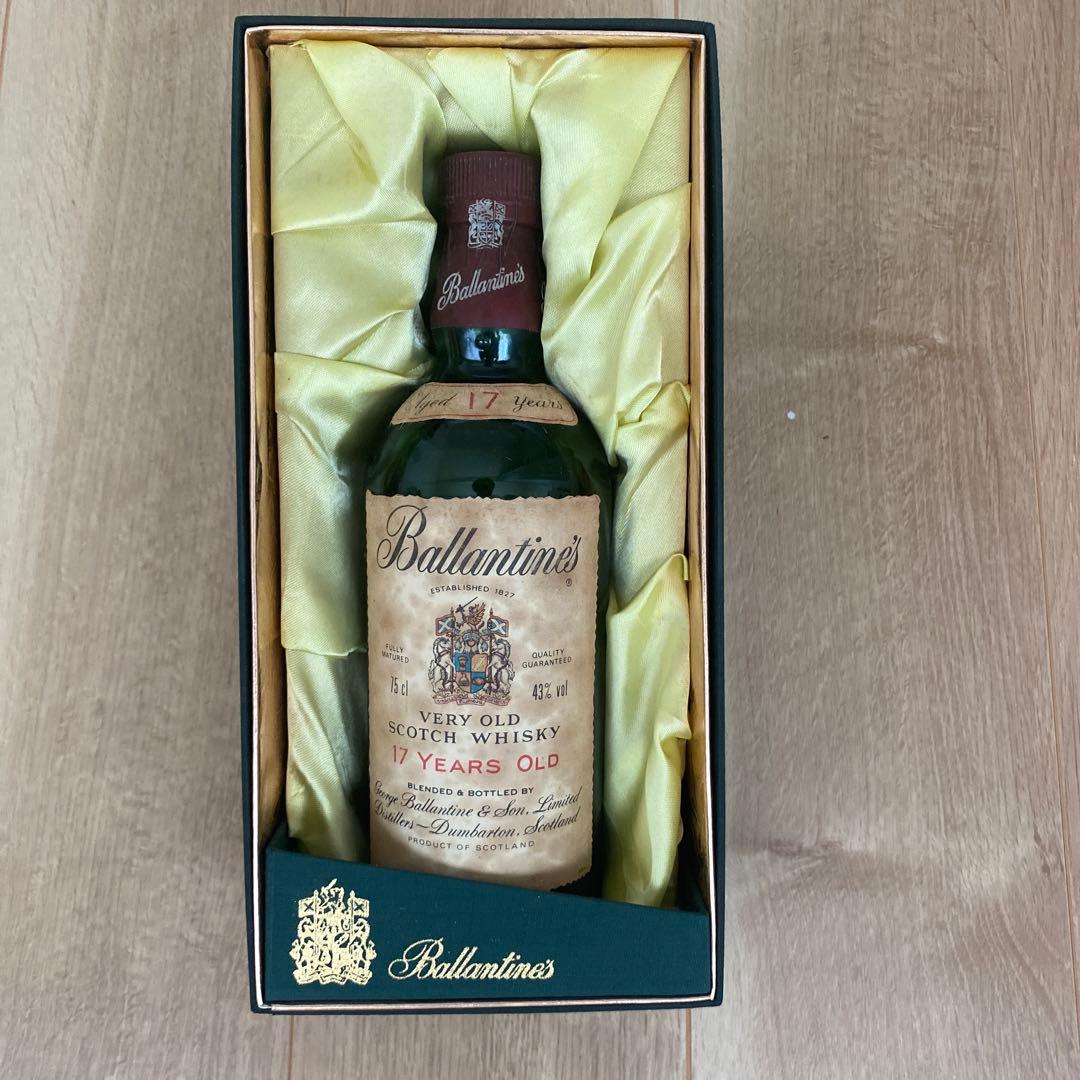 Ballantine's
Aged 17 Years
Ballantine's
®
ESTABLISHED 1827
FULLY MATURED
QUALITY GUARANTEED
75 cl
43% vol
VERY OLD
SCOTCH WHISKY
17 YEARS OLD
BLENDED & BOTTLED BY
George Ballantine & Son, Limited
Distillers—Dumbarton, Scotland
PRODUCT OF SCOTLAND
Ballantine's